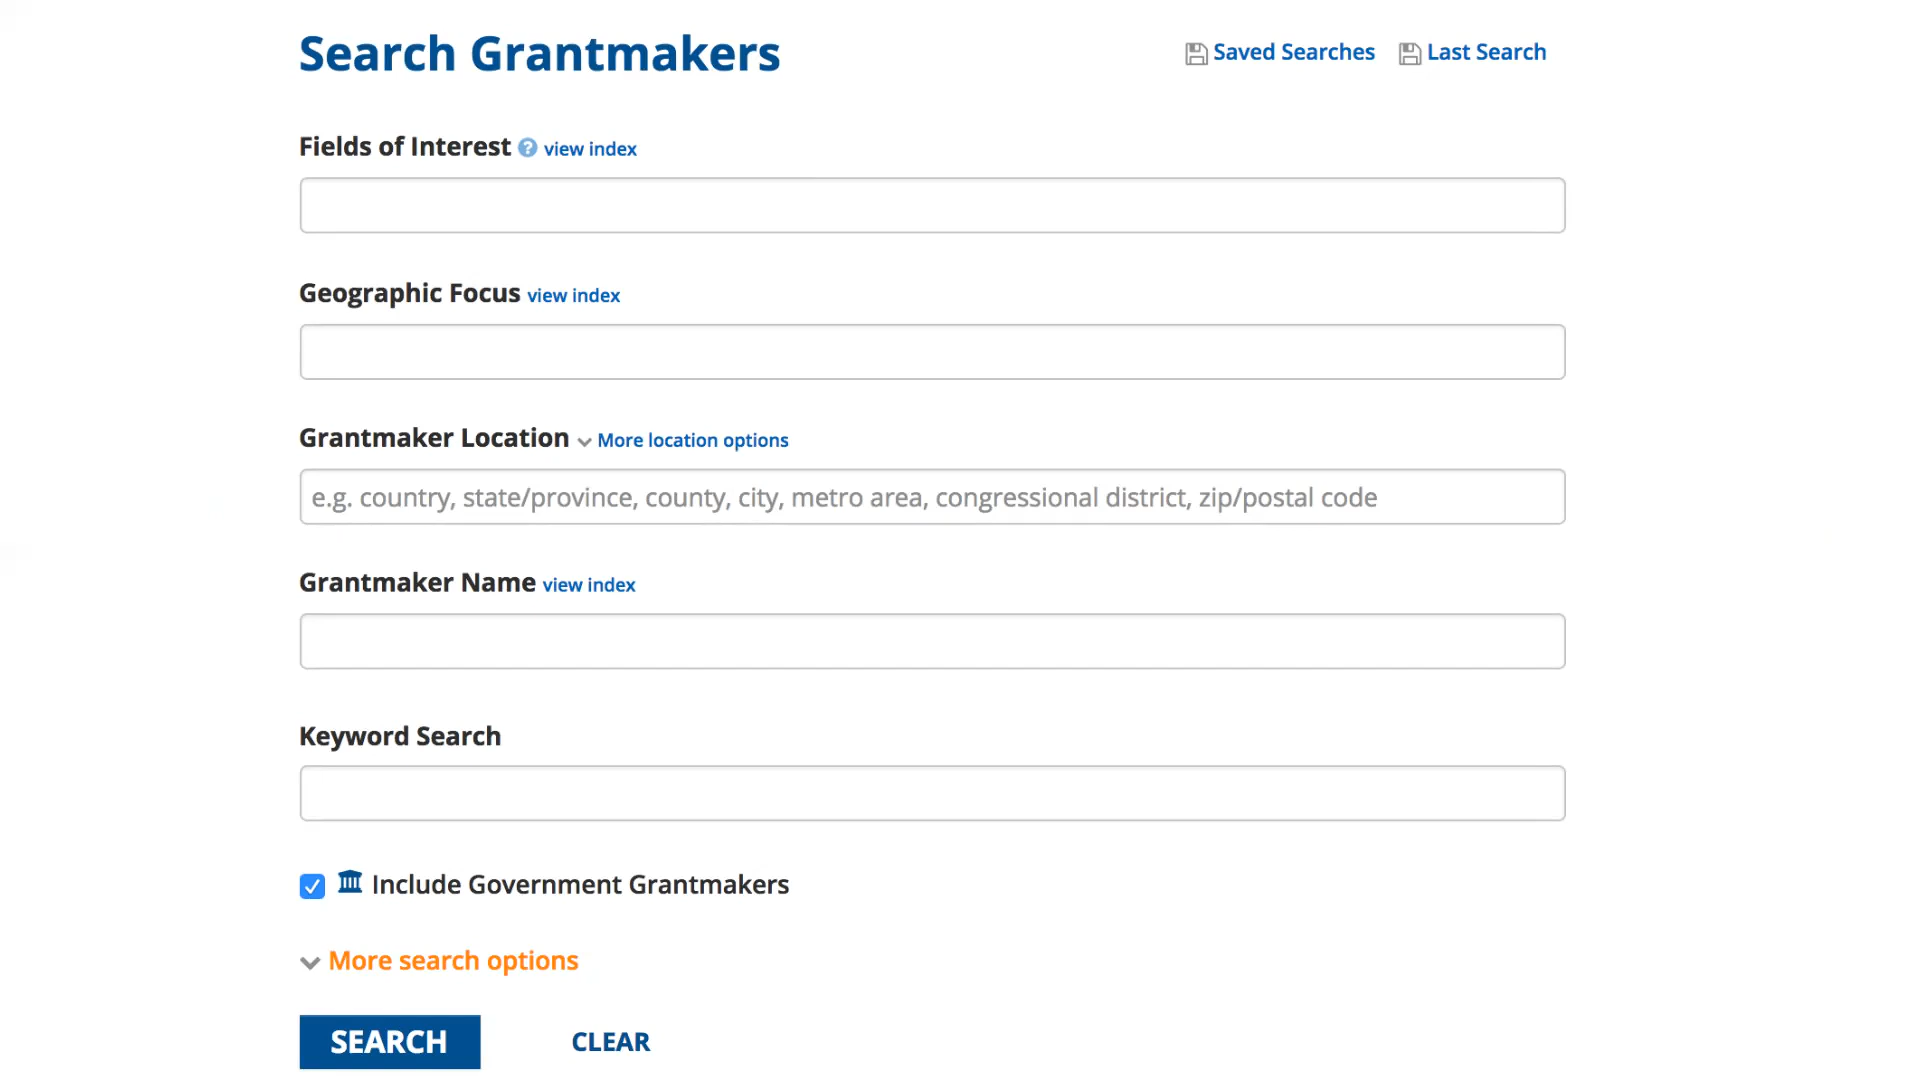 Search Grantmakers
Saved Searches Last Search
Fields of Interest ? view index
Geographic Focus view index
Grantmaker Location More location options
e.g. country, state/province, county, city, metro area, congressional district, zip/postal code
Grantmaker Name view index
Keyword Search
Include Government Grantmakers
More search options
SEARCH CLEAR